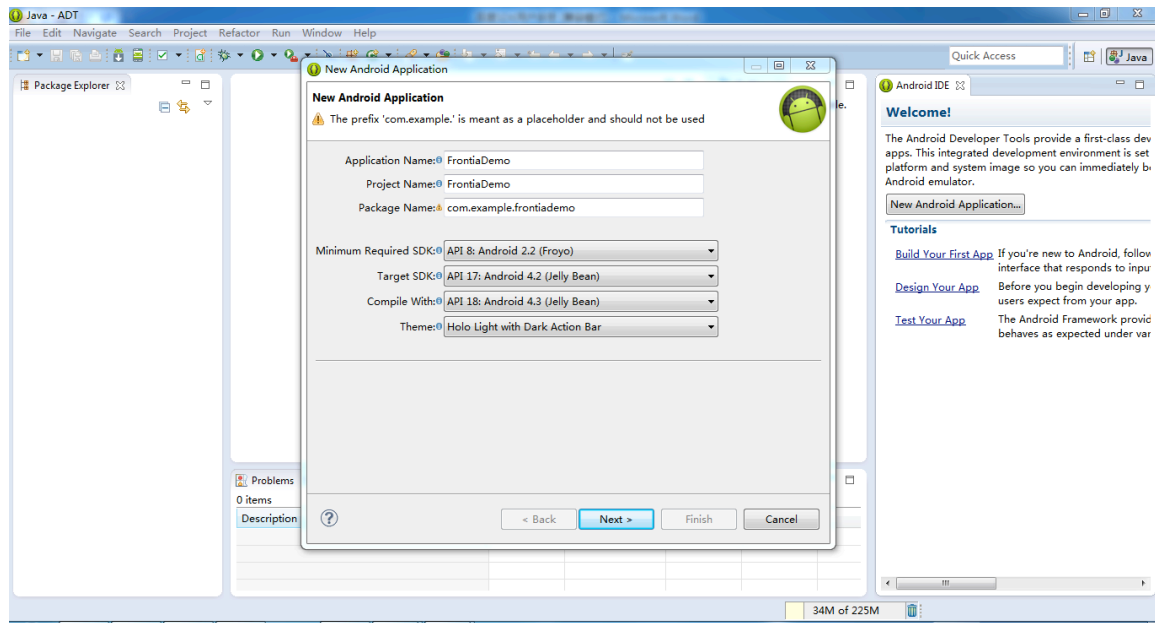 Java - ADT
File Edit Navigate Search Project Refactor Run Window Help
Quick Access
Java
Package Explorer
New Android Application
New Android Application
The prefix 'com.example.' is meant as a placeholder and should not be used
Application Name: FrontiaDemo
Project Name: FrontiaDemo
Package Name: com.example.frontiademo
Minimum Required SDK: API 8: Android 2.2 (Froyo)
Target SDK: API 17: Android 4.2 (Jelly Bean)
Compile With: API 18: Android 4.3 (Jelly Bean)
Theme: Holo Light with Dark Action Bar
< Back Next > Finish Cancel
le.
Problems
0 items
Description
Android IDE
Welcome!
The Android Developer Tools provide a first-class dev
apps. This integrated development environment is set
platform and system image so you can immediately b
Android emulator.
New Android Application...
Tutorials
Build Your First App If you're new to Android, follow
interface that responds to inpu
Design Your App Before you begin developing y
users expect from your app.
Test Your App The Android Framework provid
behaves as expected under var
34M of 225M